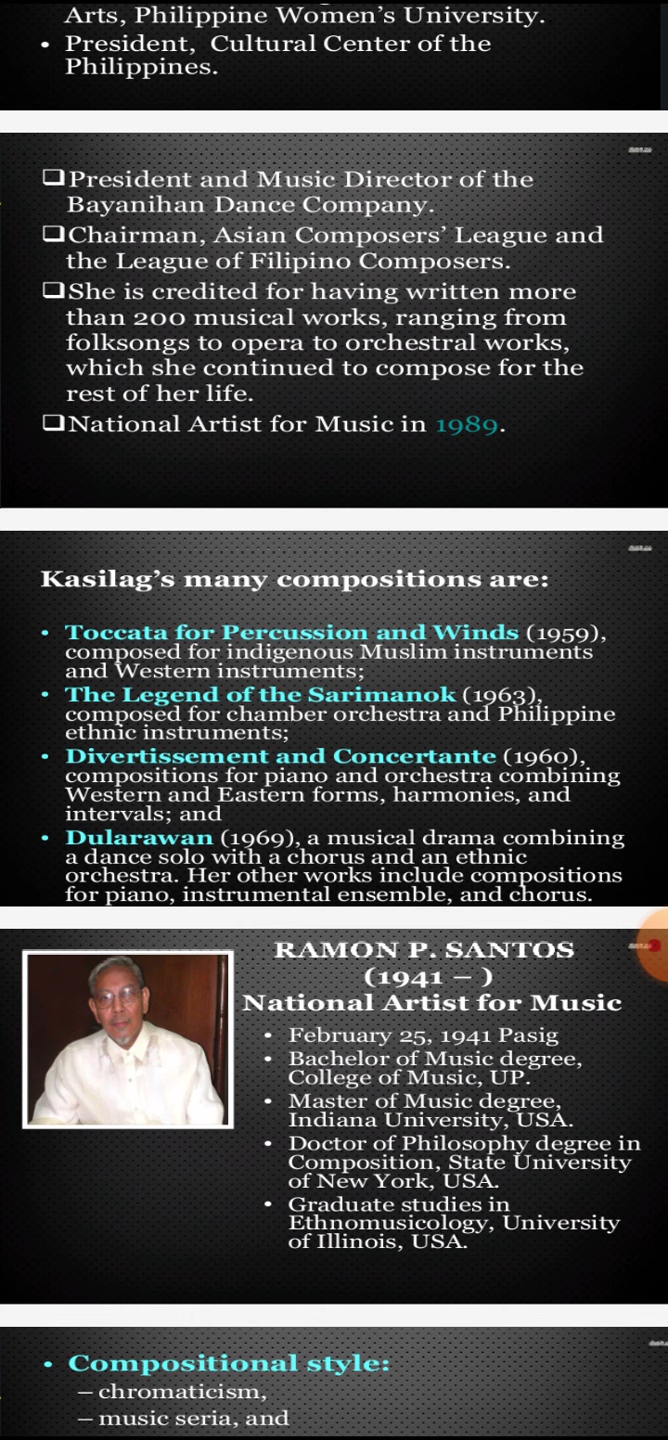 Arts, Philippine Women's University.
• President, Cultural Center of the
Philippines.
❑President and Music Director of the
Bayanihan Dance Company.
❑Chairman, Asian Composers' League and
the League of Filipino Composers.
❑She is credited for having written more
than 200 musical works, ranging from
folksongs to opera to orchestral works,
which she continued to compose for the
rest of her life.
❑National Artist for Music in 1989.
Kasilag's many compositions are:
• Toccata for Percussion and Winds (1959),
composed for indigenous Muslim instruments
and Western instruments;
• The Legend of the Sarimanok (1963),
composed for chamber orchestra and Philippine
ethnic instruments;
• Divertissement and Concertante (1960),
compositions for piano and orchestra combining
Western and Eastern forms, harmonies, and
intervals; and
• Dularawan (1969), a musical drama combining
a dance solo with a chorus and an ethnic
orchestra. Her other works include compositions
for piano, instrumental ensemble, and chorus.
RAMON P. SANTOS
(1941 – )
National Artist for Music
• February 25, 1941 Pasig
• Bachelor of Music degree,
College of Music, UP.
• Master of Music degree,
Indiana University, USA.
• Doctor of Philosophy degree in
Composition, State University
of New York, USA.
• Graduate studies in
Ethnomusicology, University
of Illinois, USA.
• Compositional style:
– chromaticism,
– music seria, and